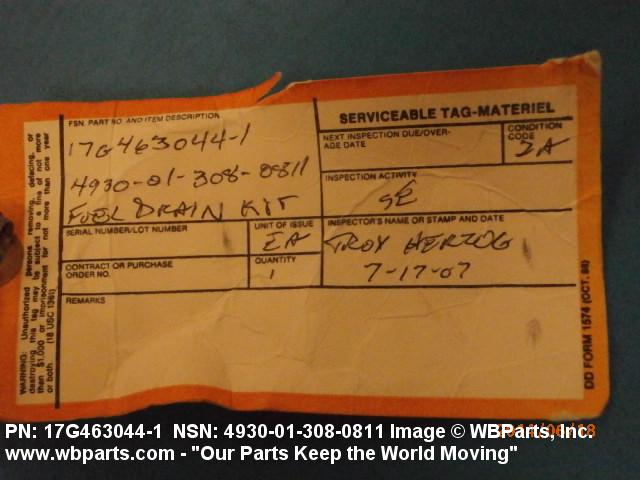 FSN, PART NO. AND ITEM DESCRIPTION
17G463044-1
4930-01-308-0811
FUEL DRAIN KIT
SERIAL NUMBER/LOT NUMBER
UNIT OF ISSUE
EA
CONTRACT OR PURCHASE
ORDER NO.
QUANTITY
1
REMARKS
SERVICEABLE TAG-MATERIEL
NEXT INSPECTION DUE/OVER-
AGE DATE
CONDITION
CODE
INSPECTION ACTIVITY
SE
INSPECTOR'S NAME OR STAMP AND DATE
TROY HERZOG
7-17-07
WARNING: Unauthorized persons removing, defacing, or
destroying this tag may be subject to a fine of not more
than $1,000 or imprisonment for not more than one year
or both. (18 USC 1361)
DD FORM 1574 (OCT. 88)
PN: 17G463044-1 NSN: 4930-01-308-0811 Image © WBParts, Inc.
www.wbparts.com - "Our Parts Keep the World Moving"